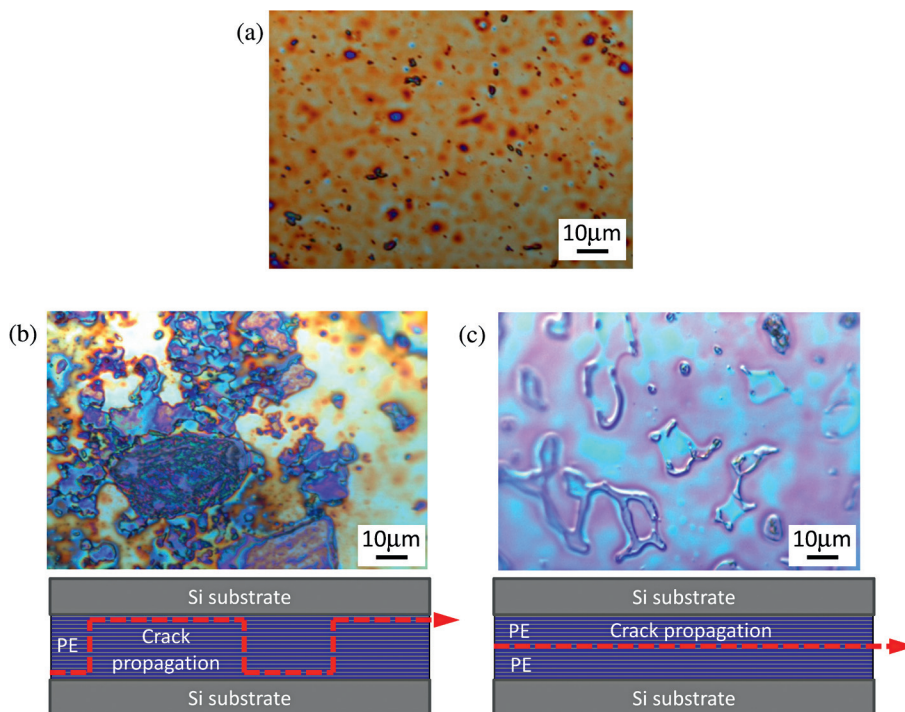 (a)
10μm
(b)
(c)
10μm
10μm
Si substrate
PE
Crack
propagation
Si substrate
Si substrate
PE
Crack propagation
PE
Si substrate